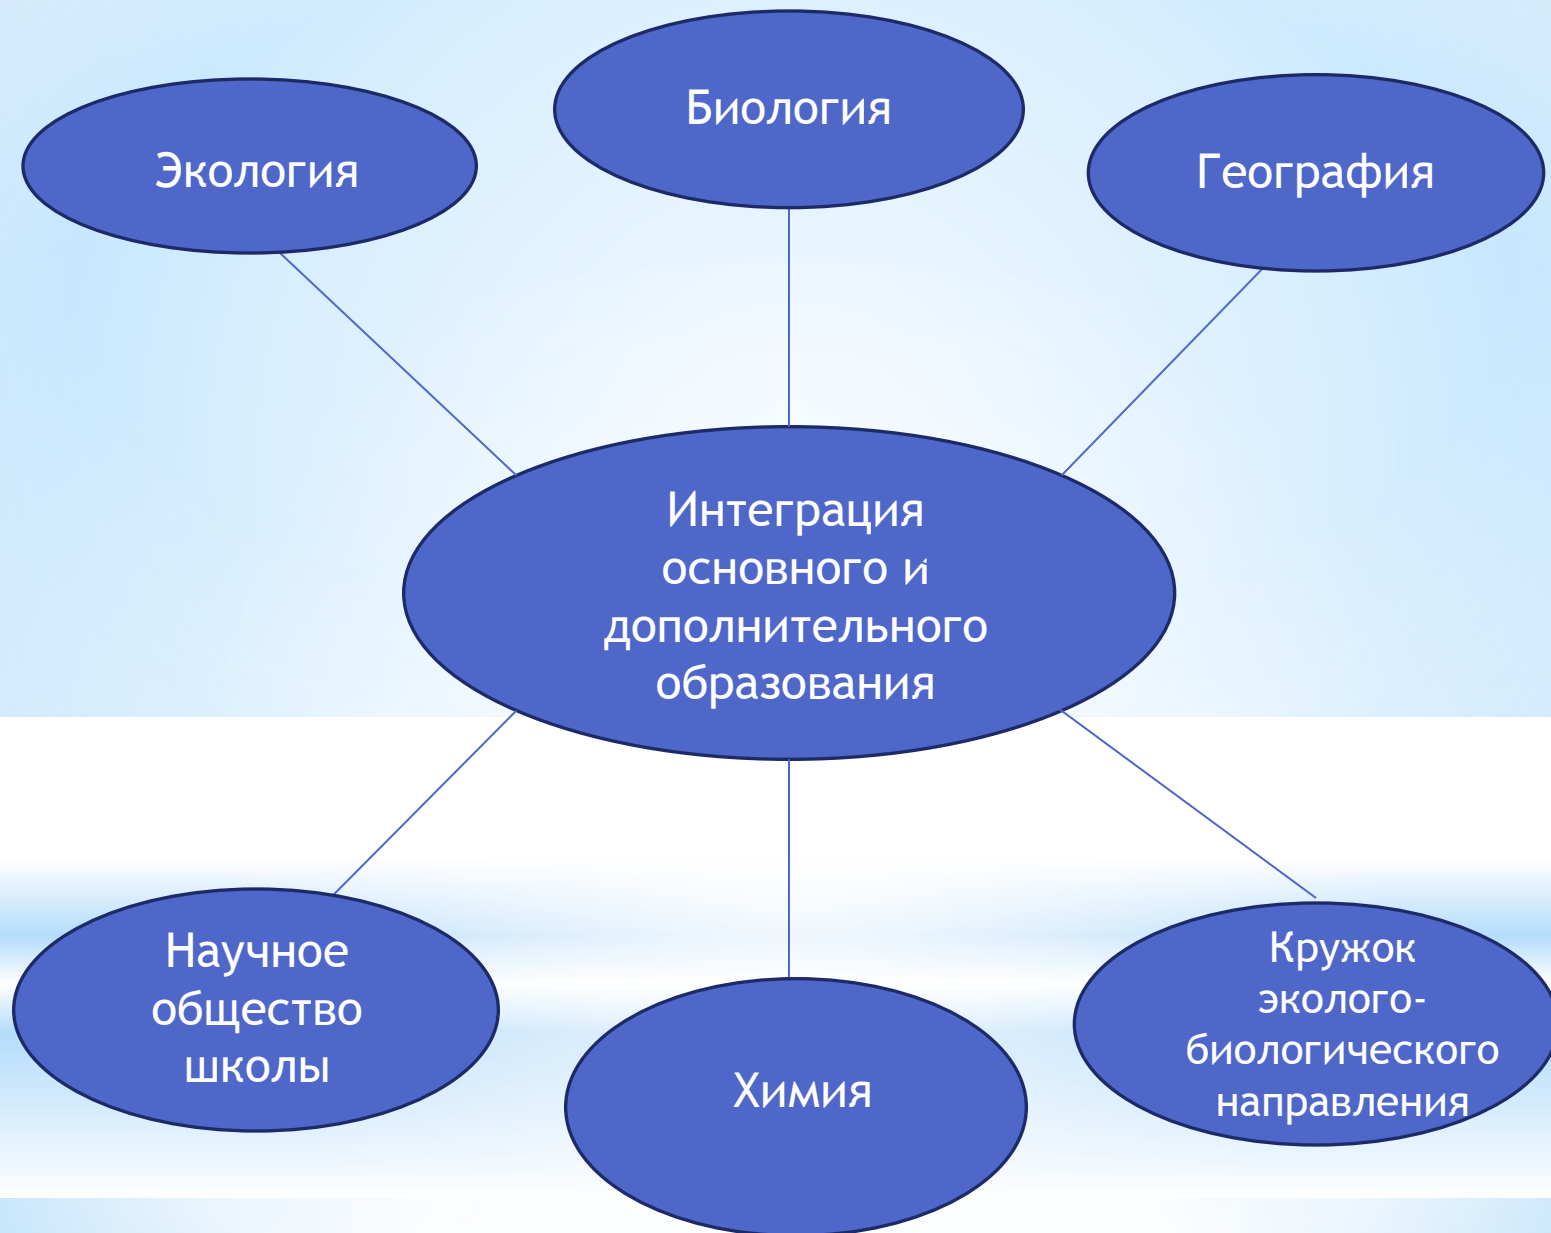 Биология
Экология
География
Интеграция
основного и
дополнительного
образования
Научное
общество
школы
Химия
Кружок
эколого-
биологического
направления